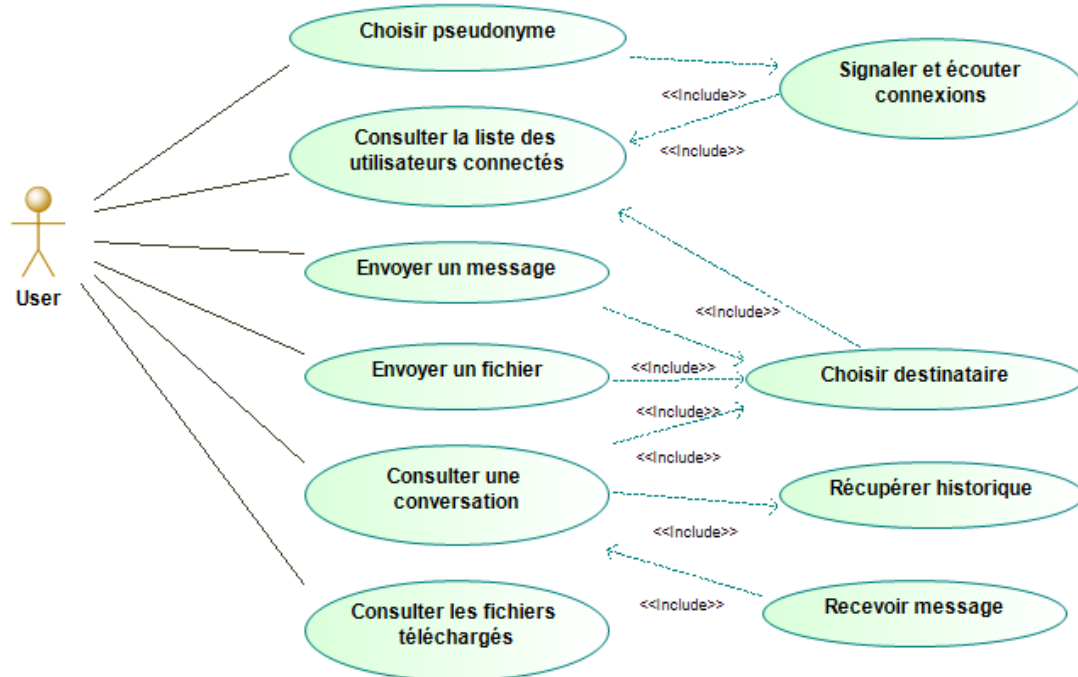 Choisir pseudonyme
Signaler et écouter
connexions
<<Include>>
Consulter la liste des
utilisateurs connectés
<<Include>>
User
Envoyer un message
<<Include>>
Envoyer un fichier
<<Include>>
Choisir destinataire
<<Include>>
<<Include>>
Consulter une
conversation
Récupérer historique
<<Include>>
Consulter les fichiers
téléchargés
<<Include>>
Recevoir message